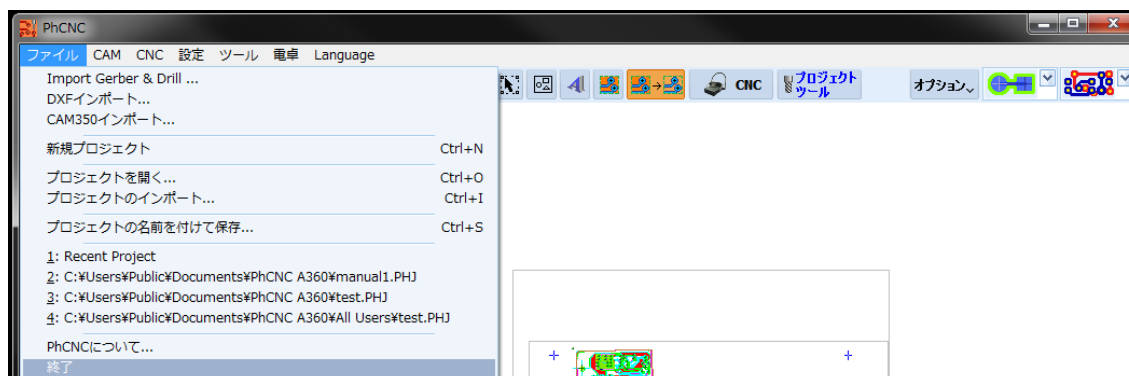 PhCNC
ファイル CAM CNC 設定 ツール 電卓 Language
Import Gerber & Drill ...
DXFインポート...
CAM350インポート...
新規プロジェクト Ctrl+N
プロジェクトを開く... Ctrl+O
プロジェクトのインポート... Ctrl+I
プロジェクトの名前を付けて保存... Ctrl+S
1: Recent Project
2: C:¥Users¥Public¥Documents¥PhCNC A360¥manual1.PHJ
3: C:¥Users¥Public¥Documents¥PhCNC A360¥test.PHJ
4: C:¥Users¥Public¥Documents¥PhCNC A360¥All Users¥test.PHJ
PhCNCについて...
終了
CNC
プロジェクト
ツール
オプション